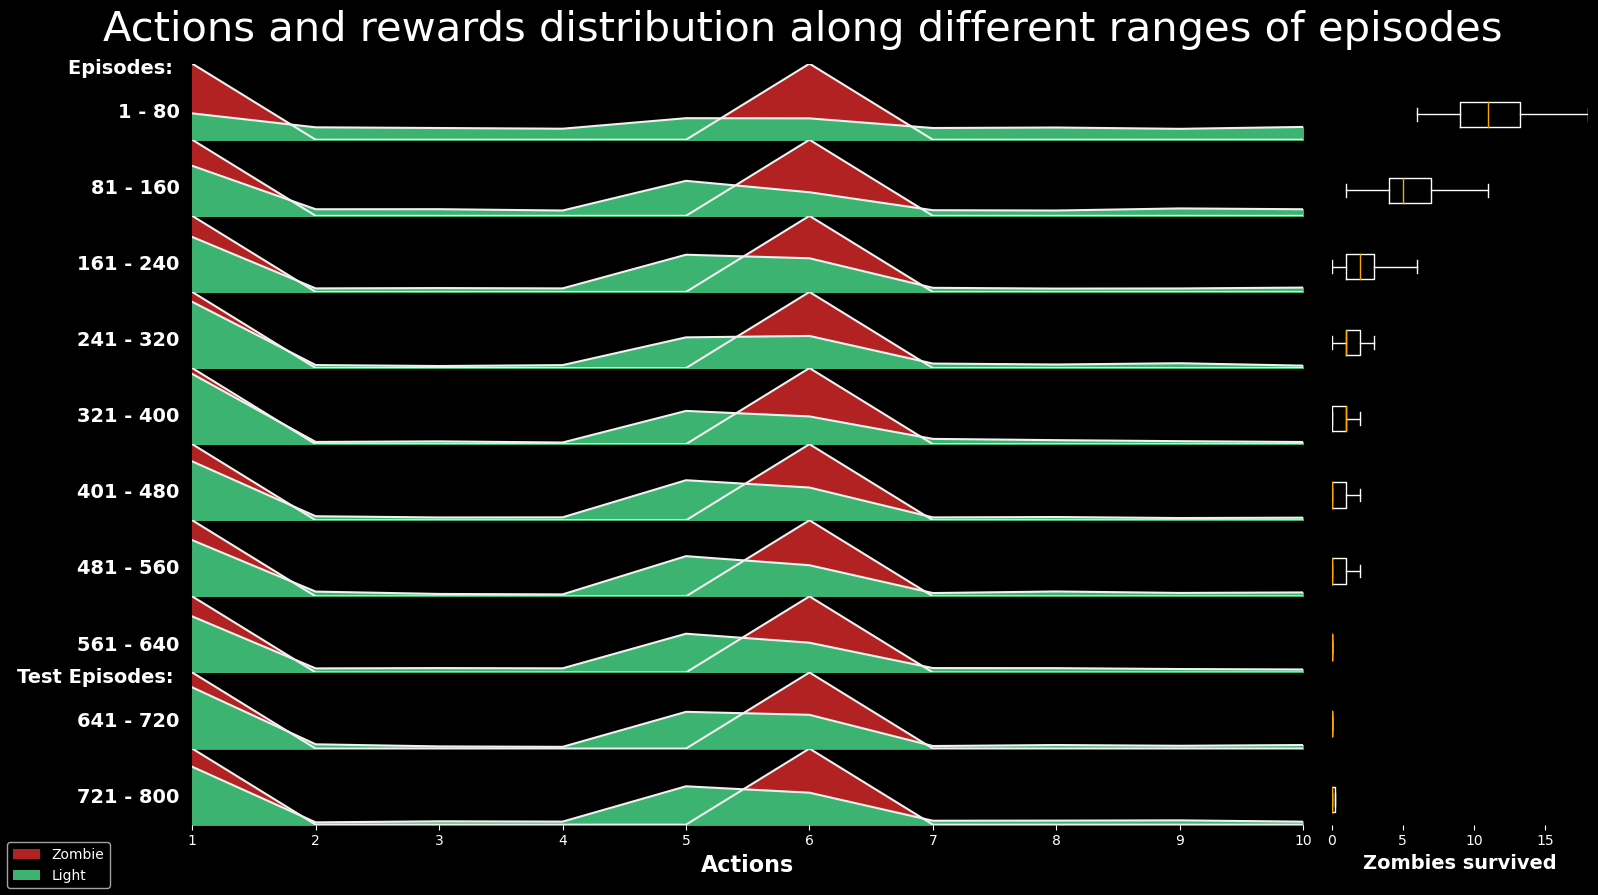 Actions and rewards distribution along different ranges of episodes
Episodes:
1 - 80
81 - 160
161 - 240
241 - 320
321 - 400
401 - 480
481 - 560
561 - 640
Test Episodes:
641 - 720
721 - 800
1 2 3 4 5 6 7 8 9 10
0 5 10 15
Actions
Zombies survived
Zombie
Light